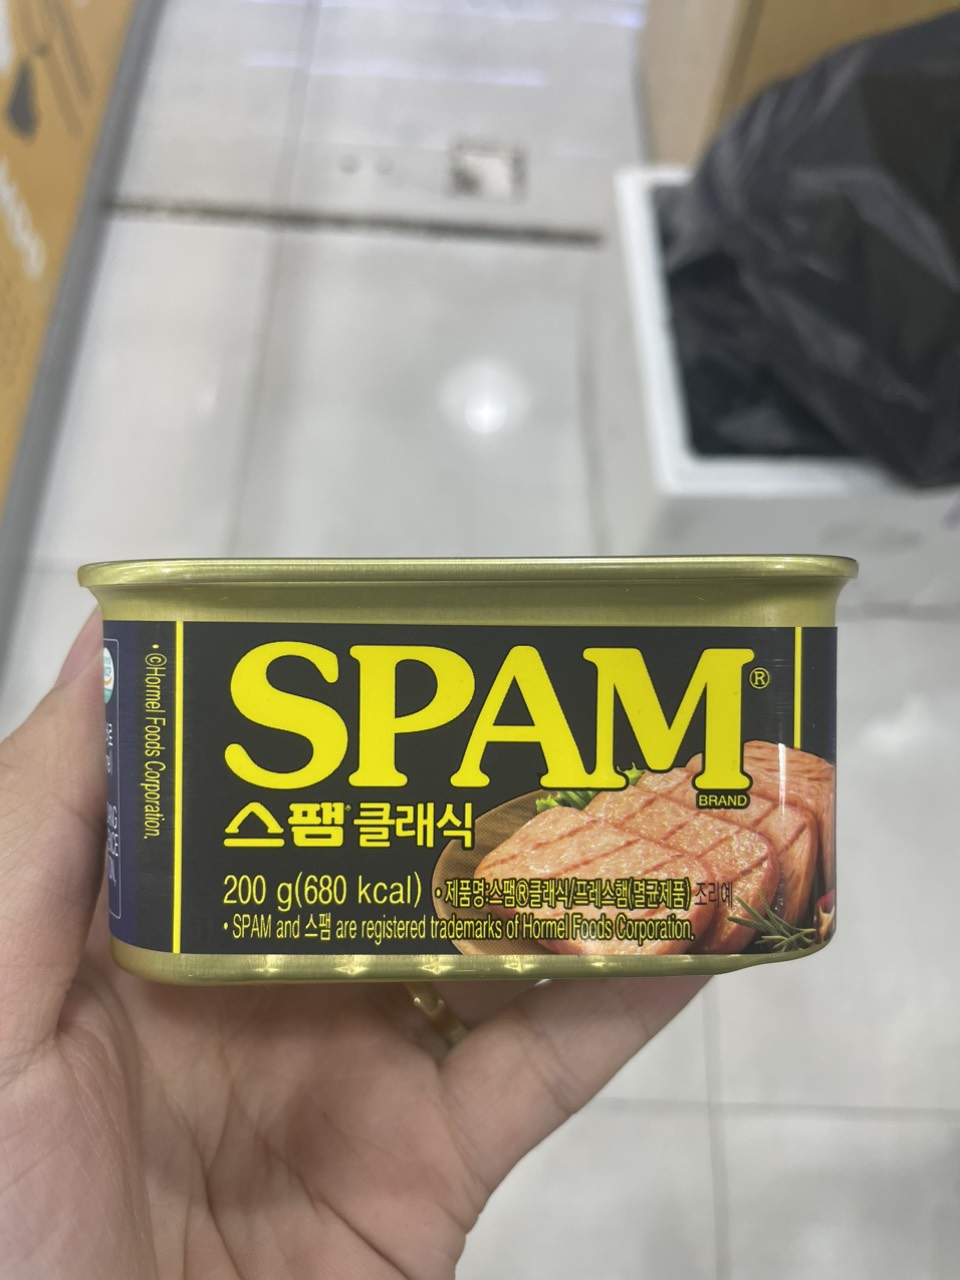 SPAM®
BRAND
스팸® 클래식
200 g(680 kcal) • 제품명:스팸®클래식/프레스햄(멸균제품) 조리예
• SPAM and 스팸 are registered trademarks of Hormel Foods Corporation.
• ©Hormel Foods Corporation.